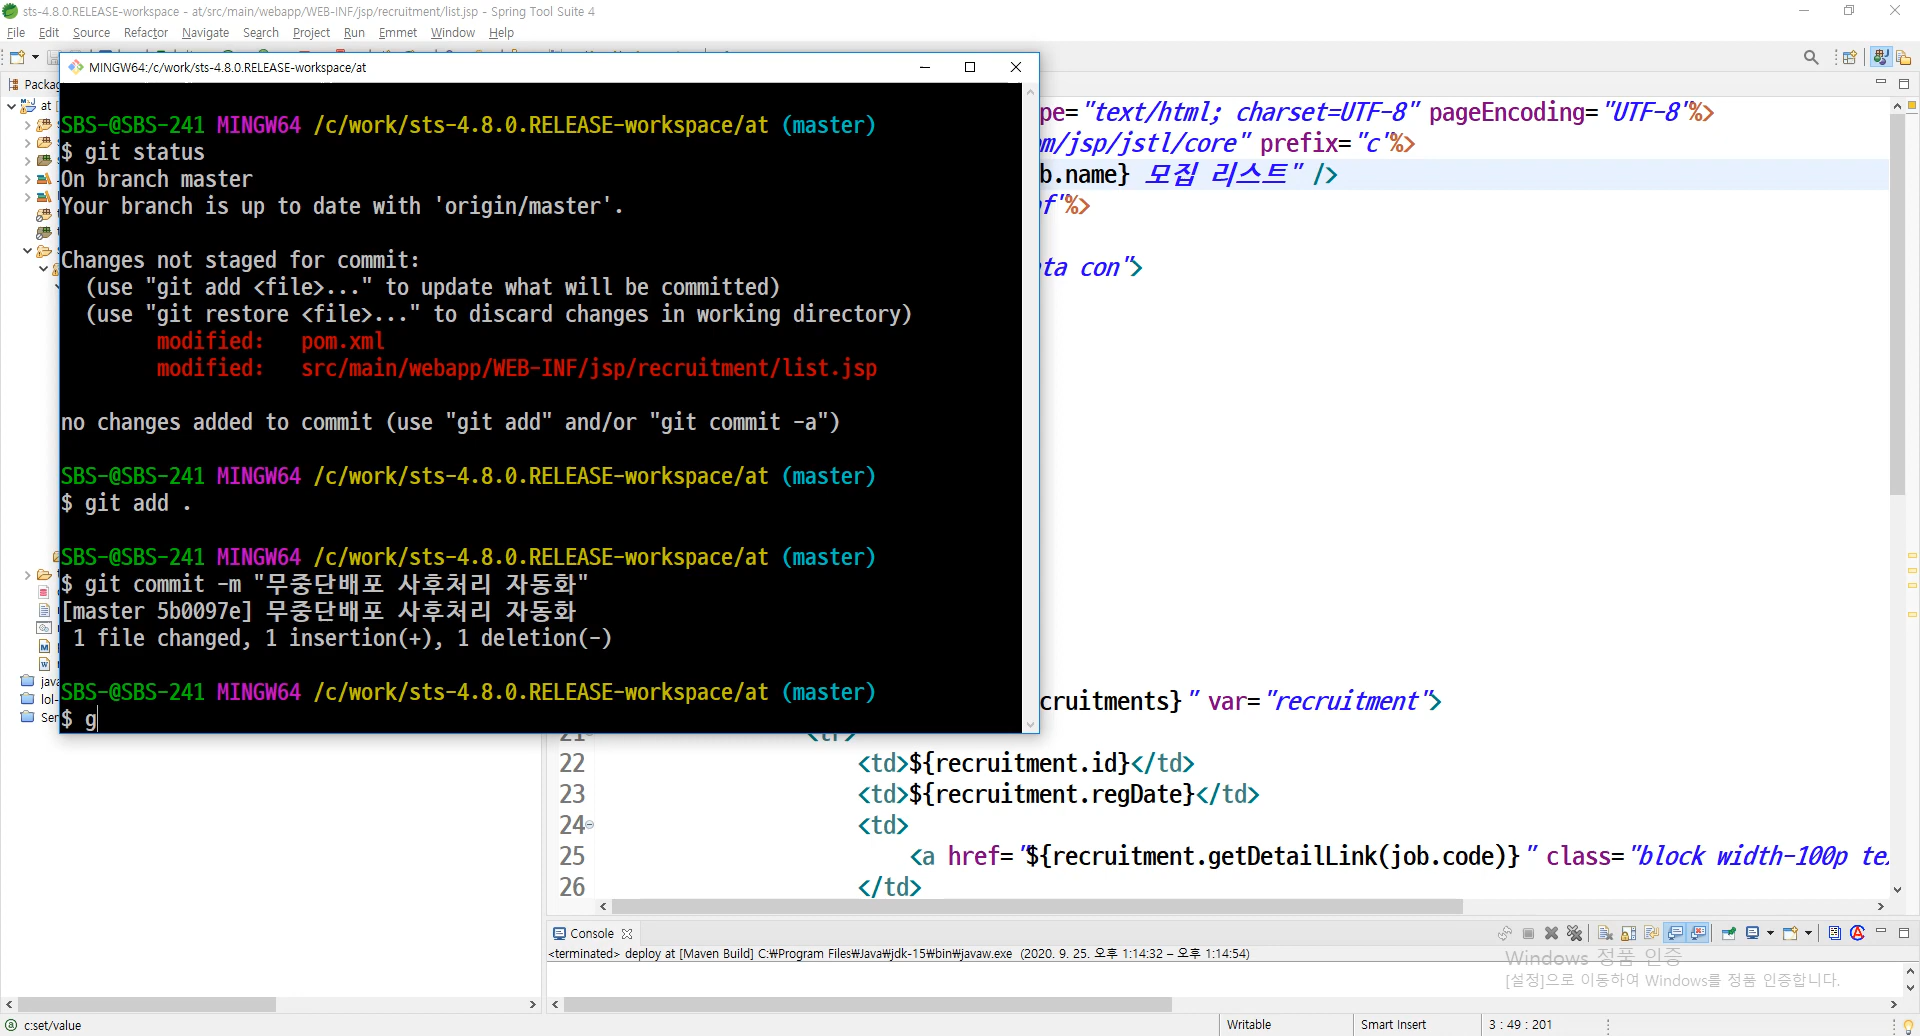 sts-4.8.0.RELEASE-workspace - at/src/main/webapp/WEB-INF/jsp/recruitment/list.jsp - Spring Tool Suite 4
File Edit Source Refactor Navigate Search Project Run Emmet Window Help
MINGW64:/c/work/sts-4.8.0.RELEASE-workspace/at
Packag
at
SBS-@SBS-241 MINGW64 /c/work/sts-4.8.0.RELEASE-workspace/at (master)
$ git status
On branch master
Your branch is up to date with 'origin/master'.
Changes not staged for commit:
(use "git add <file>..." to update what will be committed)
(use "git restore <file>..." to discard changes in working directory)
modified: pom.xml
modified: src/main/webapp/WEB-INF/jsp/recruitment/list.jsp
no changes added to commit (use "git add" and/or "git commit -a")
SBS-@SBS-241 MINGW64 /c/work/sts-4.8.0.RELEASE-workspace/at (master)
$ git add .
SBS-@SBS-241 MINGW64 /c/work/sts-4.8.0.RELEASE-workspace/at (master)
$ git commit -m "무중단배포 사후처리 자동화"
[master 5b0097e] 무중단배포 사후처리 자동화
1 file changed, 1 insertion(+), 1 deletion(-)
SBS-@SBS-241 MINGW64 /c/work/sts-4.8.0.RELEASE-workspace/at (master)
$ g
java
lol-
Ser
pe="text/html; charset=UTF-8" pageEncoding="UTF-8"%>
om/jsp/jstl/core" prefix="c"%>
b.name} 모집 리스트" />
f"%>
ta con">
cruitments}" var="recruitment">
21 <tr>
22 <td>${recruitment.id}</td>
23 <td>${recruitment.regDate}</td>
24 <td>
25 <a href="${recruitment.getDetailLink(job.code)}" class="block width-100p te
26 </td>
Console
<terminated> deploy at [Maven Build] C:₩Program Files₩Java₩jdk-15₩bin₩javaw.exe (2020. 9. 25. 오후 1:14:32 – 오후 1:14:54)
Windows 정품 인증
[설정]으로 이동하여 Windows를 정품 인증합니다.
c:set/value
Writable
Smart Insert
3 : 49 : 201